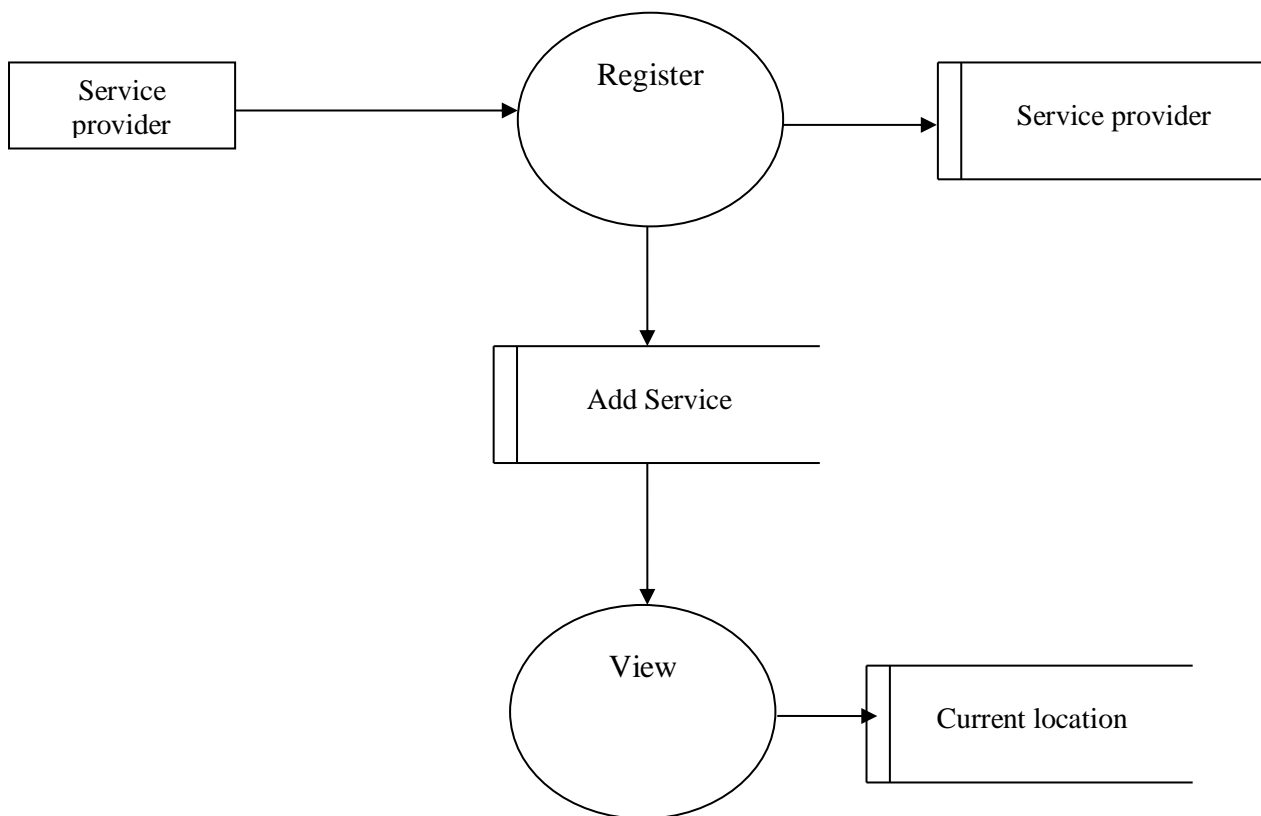 Service
provider
Register
Service provider
Add Service
View
Current location